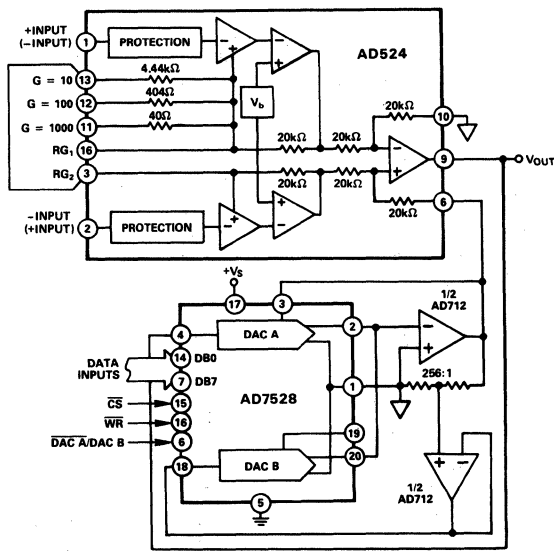 +INPUT
(−INPUT)
1
PROTECTION
AD524
G = 10
13
4.44kΩ
G = 100
12
404Ω
Vb
G = 1000
11
40Ω
20kΩ
10
RG1
16
20kΩ
20kΩ
9
VOUT
RG2
3
20kΩ
20kΩ
20kΩ
6
−INPUT
(+INPUT)
2
PROTECTION
+VS
17
3
1/2
AD712
4
DAC A
2
DATA
INPUTS
14
DB0
7
DB7
AD7528
1
256:1
CS
15
WR
16
19
DAC A/DAC B
6
20
18
DAC B
1/2
AD712
5